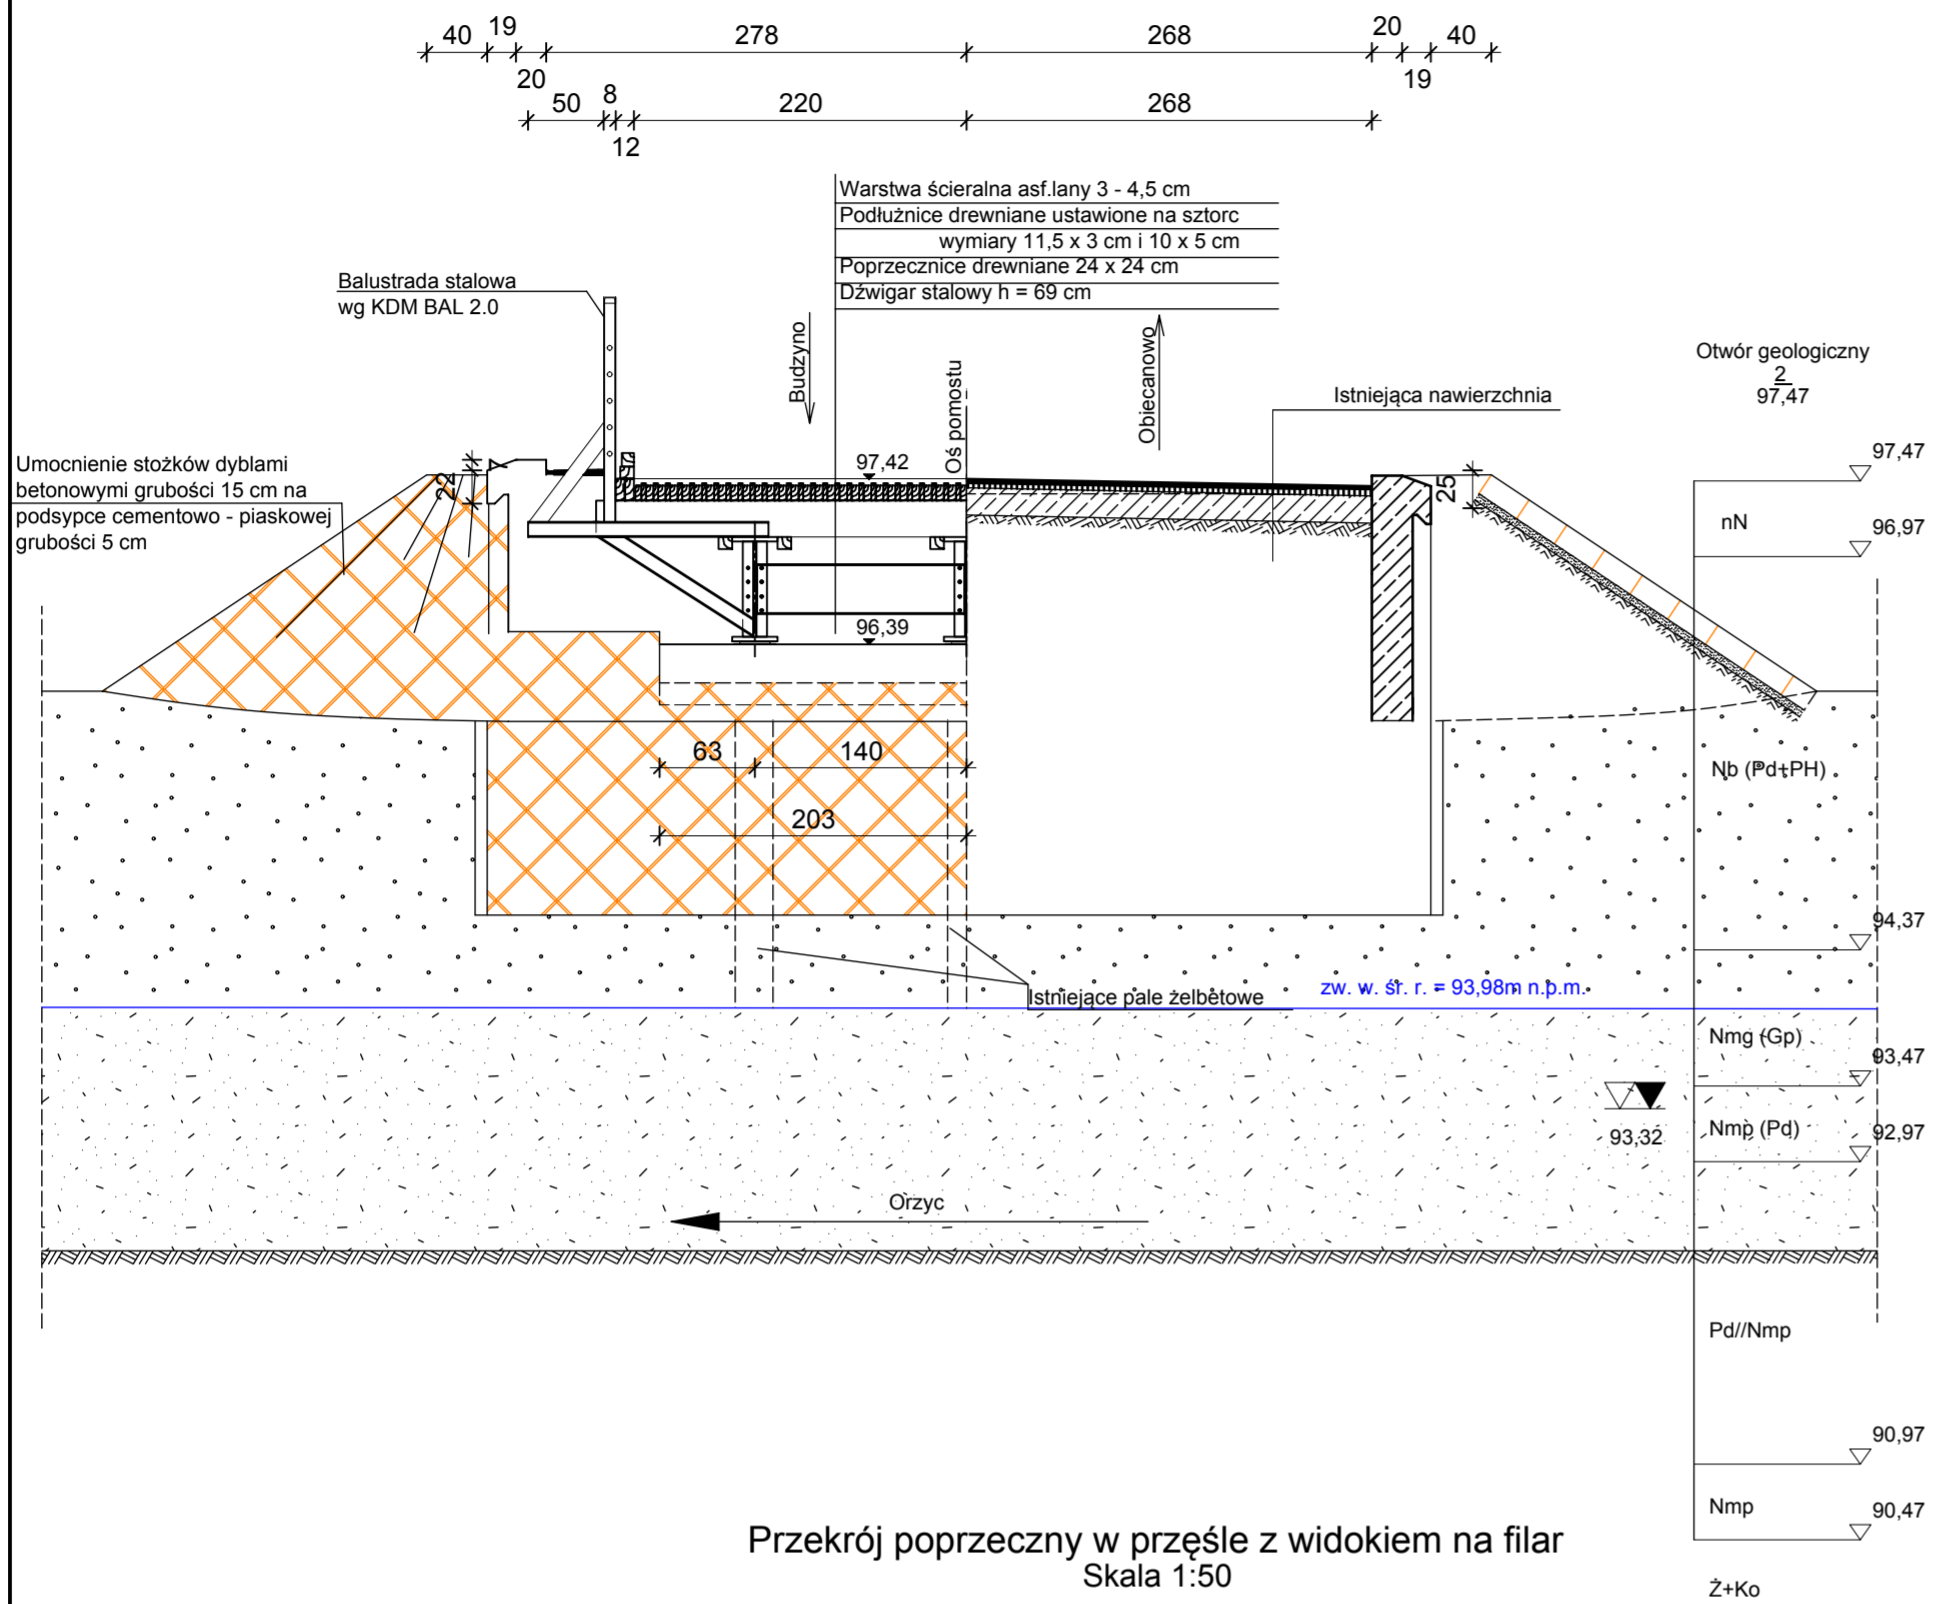 40
19
278
268
20
40
20
19
50
8
220
268
12
Warstwa ścieralna asf.lany 3 - 4,5 cm
Podłużnice drewniane ustawione na sztorc
wymiary 11,5 x 3 cm i 10 x 5 cm
Poprzecznice drewniane 24 x 24 cm
Dźwigar stalowy h = 69 cm
Balustrada stalowa
wg KDM BAL 2.0
Budzyno
Oś pomostu
Obiecanowo
Istniejąca nawierzchnia
Otwór geologiczny
2
97,47
Umocnienie stożków dyblami
betonowymi grubości 15 cm na
podsypce cementowo - piaskowej
grubości 5 cm
22
7
97,42
25
97,47
nN
96,97
96,39
63
140
203
Nb (Pd+PH)
94,37
Istniejące pale żelbetowe
zw. w. śr. r. = 93,98m n.p.m.
Nmg (Gp)
93,47
93,32
Nmp (Pd)
92,97
Orzyc
Pd//Nmp
90,97
Nmp
90,47
Przekrój poprzeczny w przęśle z widokiem na filar
Skala 1:50
Ż+Ko